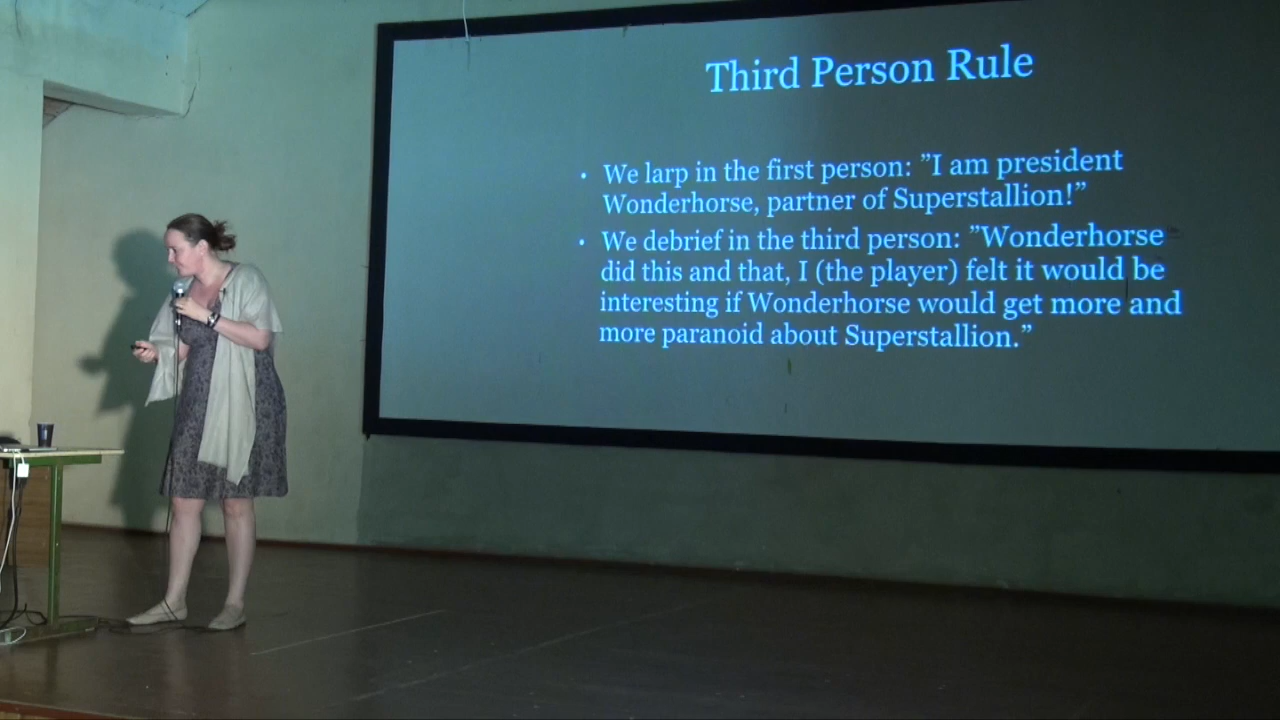 Third Person Rule
• We larp in the first person: ”I am president
Wonderhorse, partner of Superstallion!”
• We debrief in the third person: ”Wonderhorse
did this and that, I (the player) felt it would be
interesting if Wonderhorse would get more and
more paranoid about Superstallion.”